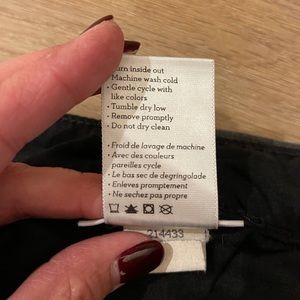 Turn inside out
Machine wash cold
• Gentle cycle with
like colors
• Tumble dry low
• Remove promptly
• Do not dry clean
• Froid de lavage de machine
• Avec des couleurs
pareilles cycle
• Le bas sec de degringolade
• Enleves promptement
• Ne sechez pas propre
214433